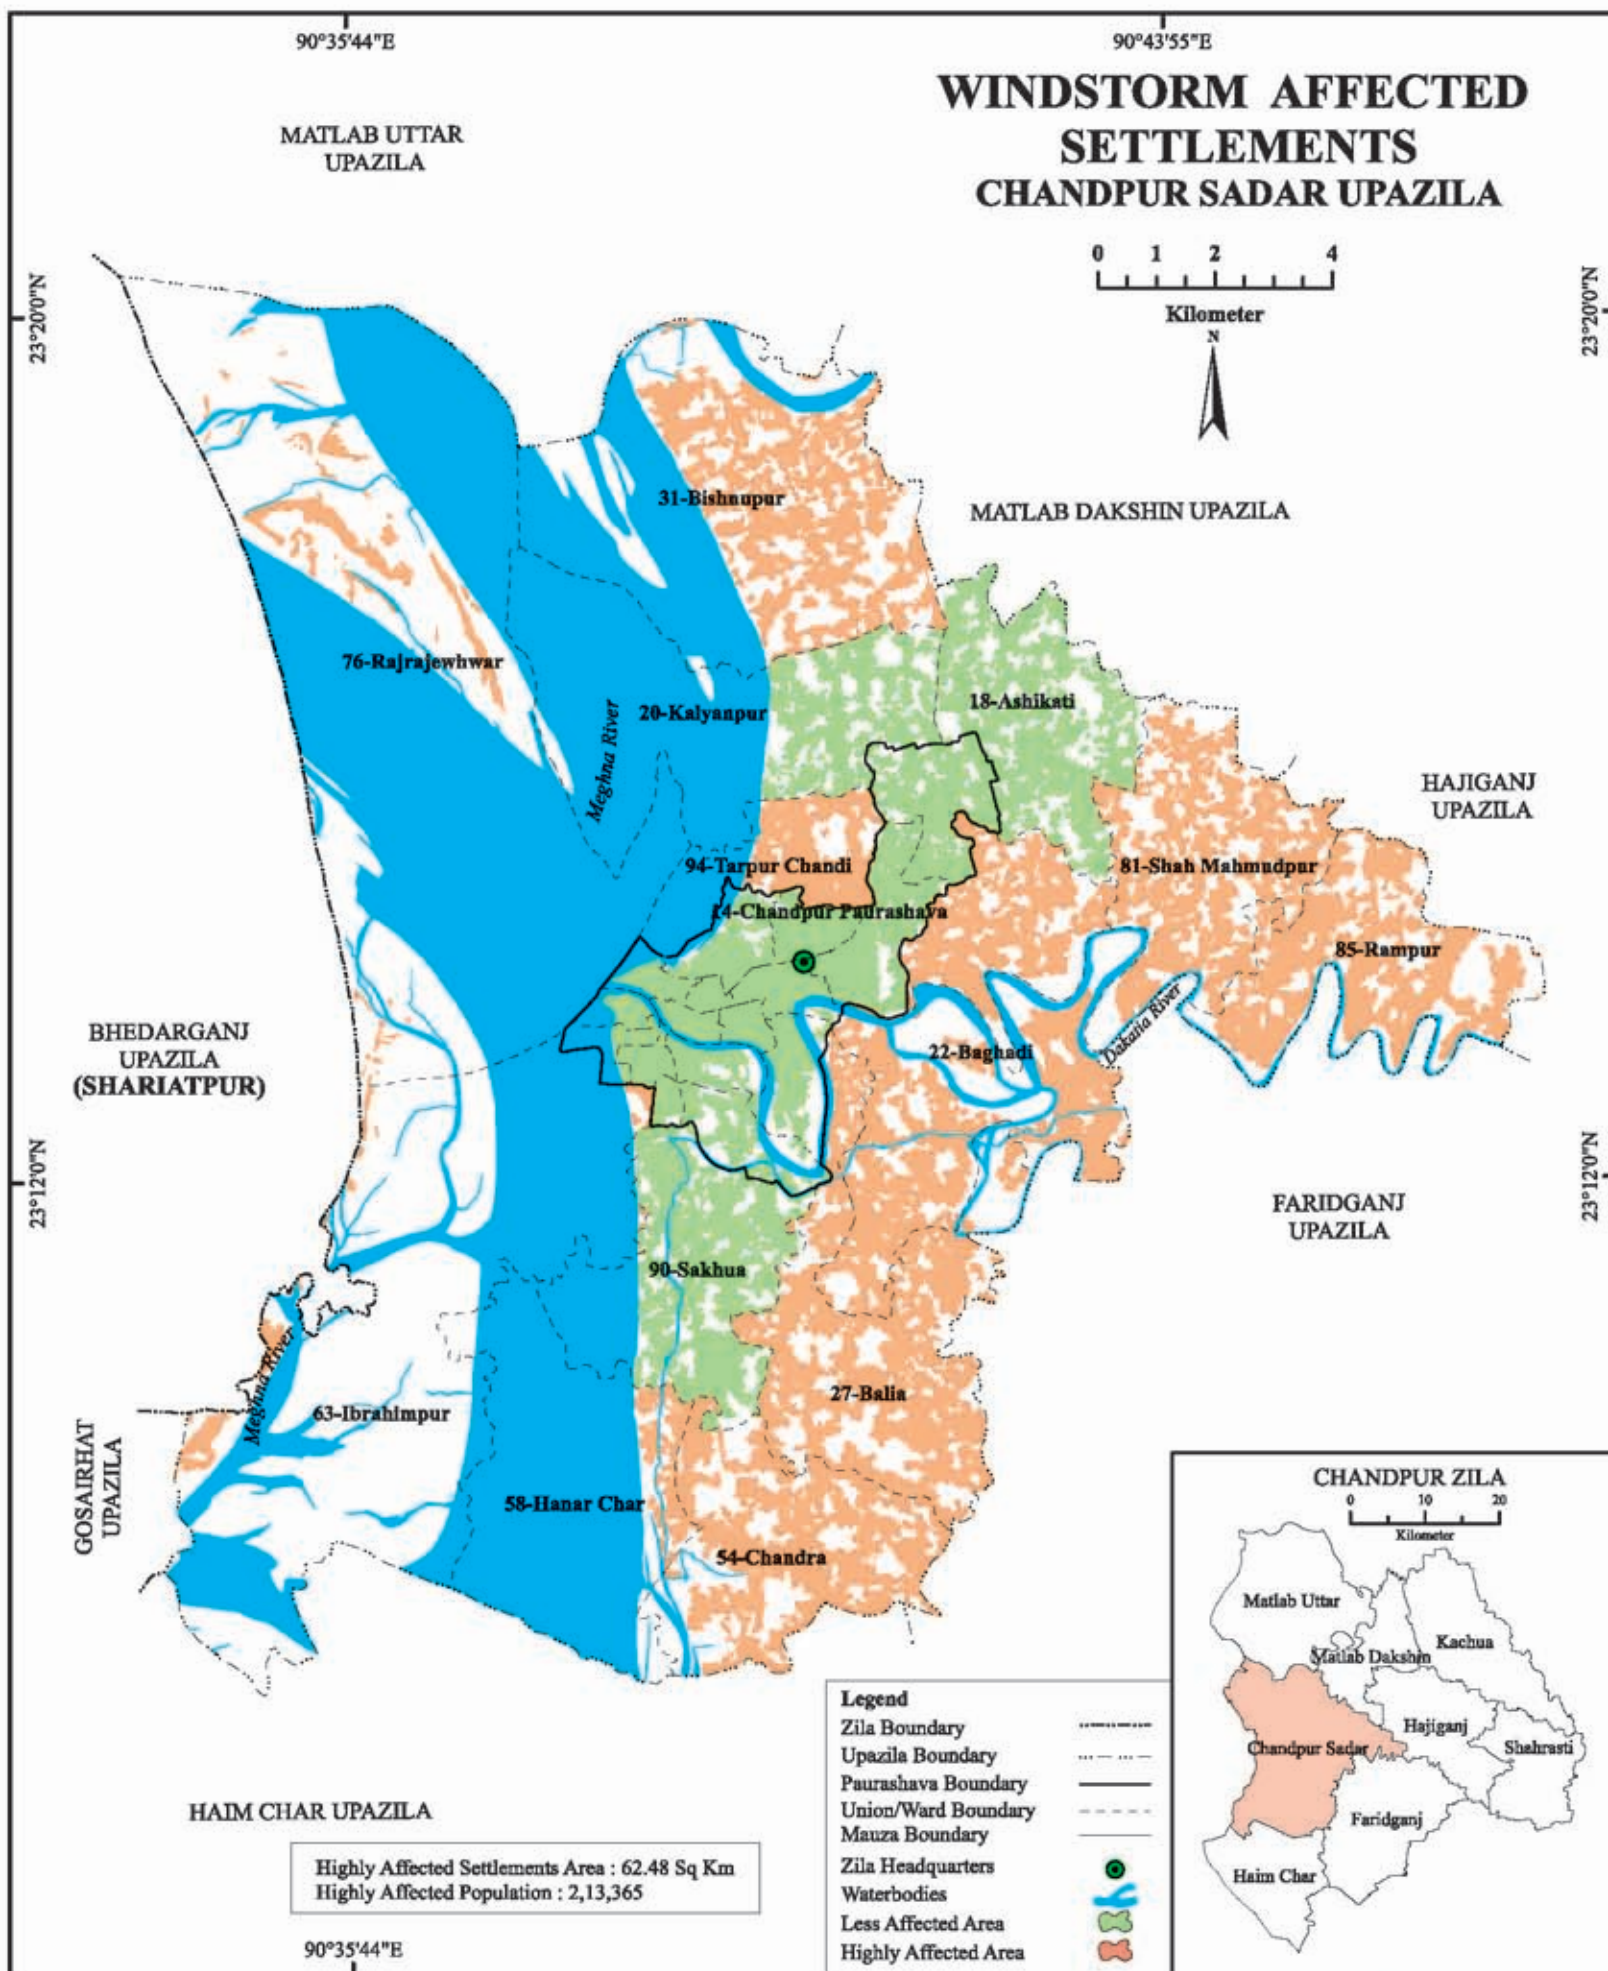 90°35'44"E
90°43'55"E
WINDSTORM AFFECTED
SETTLEMENTS
CHANDPUR SADAR UPAZILA
0 1 2 4
Kilometer
N
MATLAB UTTAR
UPAZILA
23°20'0"N
23°20'0"N
31-Bishnupur
MATLAB DAKSHIN UPAZILA
76-Rajrajewhwar
20-Kalyanpur
18-Ashikati
Meghna River
HAJIGANJ
UPAZILA
94-Tarpur Chandi
81-Shah Mahmudpur
14-Chandpur Paurashava
85-Rampur
BHEDARGANJ
UPAZILA
(SHARIATPUR)
22-Baghadi
Dakatia River
23°12'0"N
23°12'0"N
FARIDGANJ
UPAZILA
90-Sakhua
Meghna River
27-Balia
63-Ibrahimpur
GOSAIRHAT
UPAZILA
58-Hanar Char
54-Chandra
CHANDPUR ZILA
0 10 20
Kilometer
Matlab Uttar
Matlab Dakshin
Kachua
Hajiganj
Chandpur Sadar
Shahrasti
Faridganj
Haim Char
HAIM CHAR UPAZILA
Highly Affected Settlements Area : 62.48 Sq Km
Highly Affected Population : 2,13,365
Legend
Zila Boundary
Upazila Boundary
Paurashava Boundary
Union/Ward Boundary
Mauza Boundary
Zila Headquarters
Waterbodies
Less Affected Area
Highly Affected Area
90°35'44"E